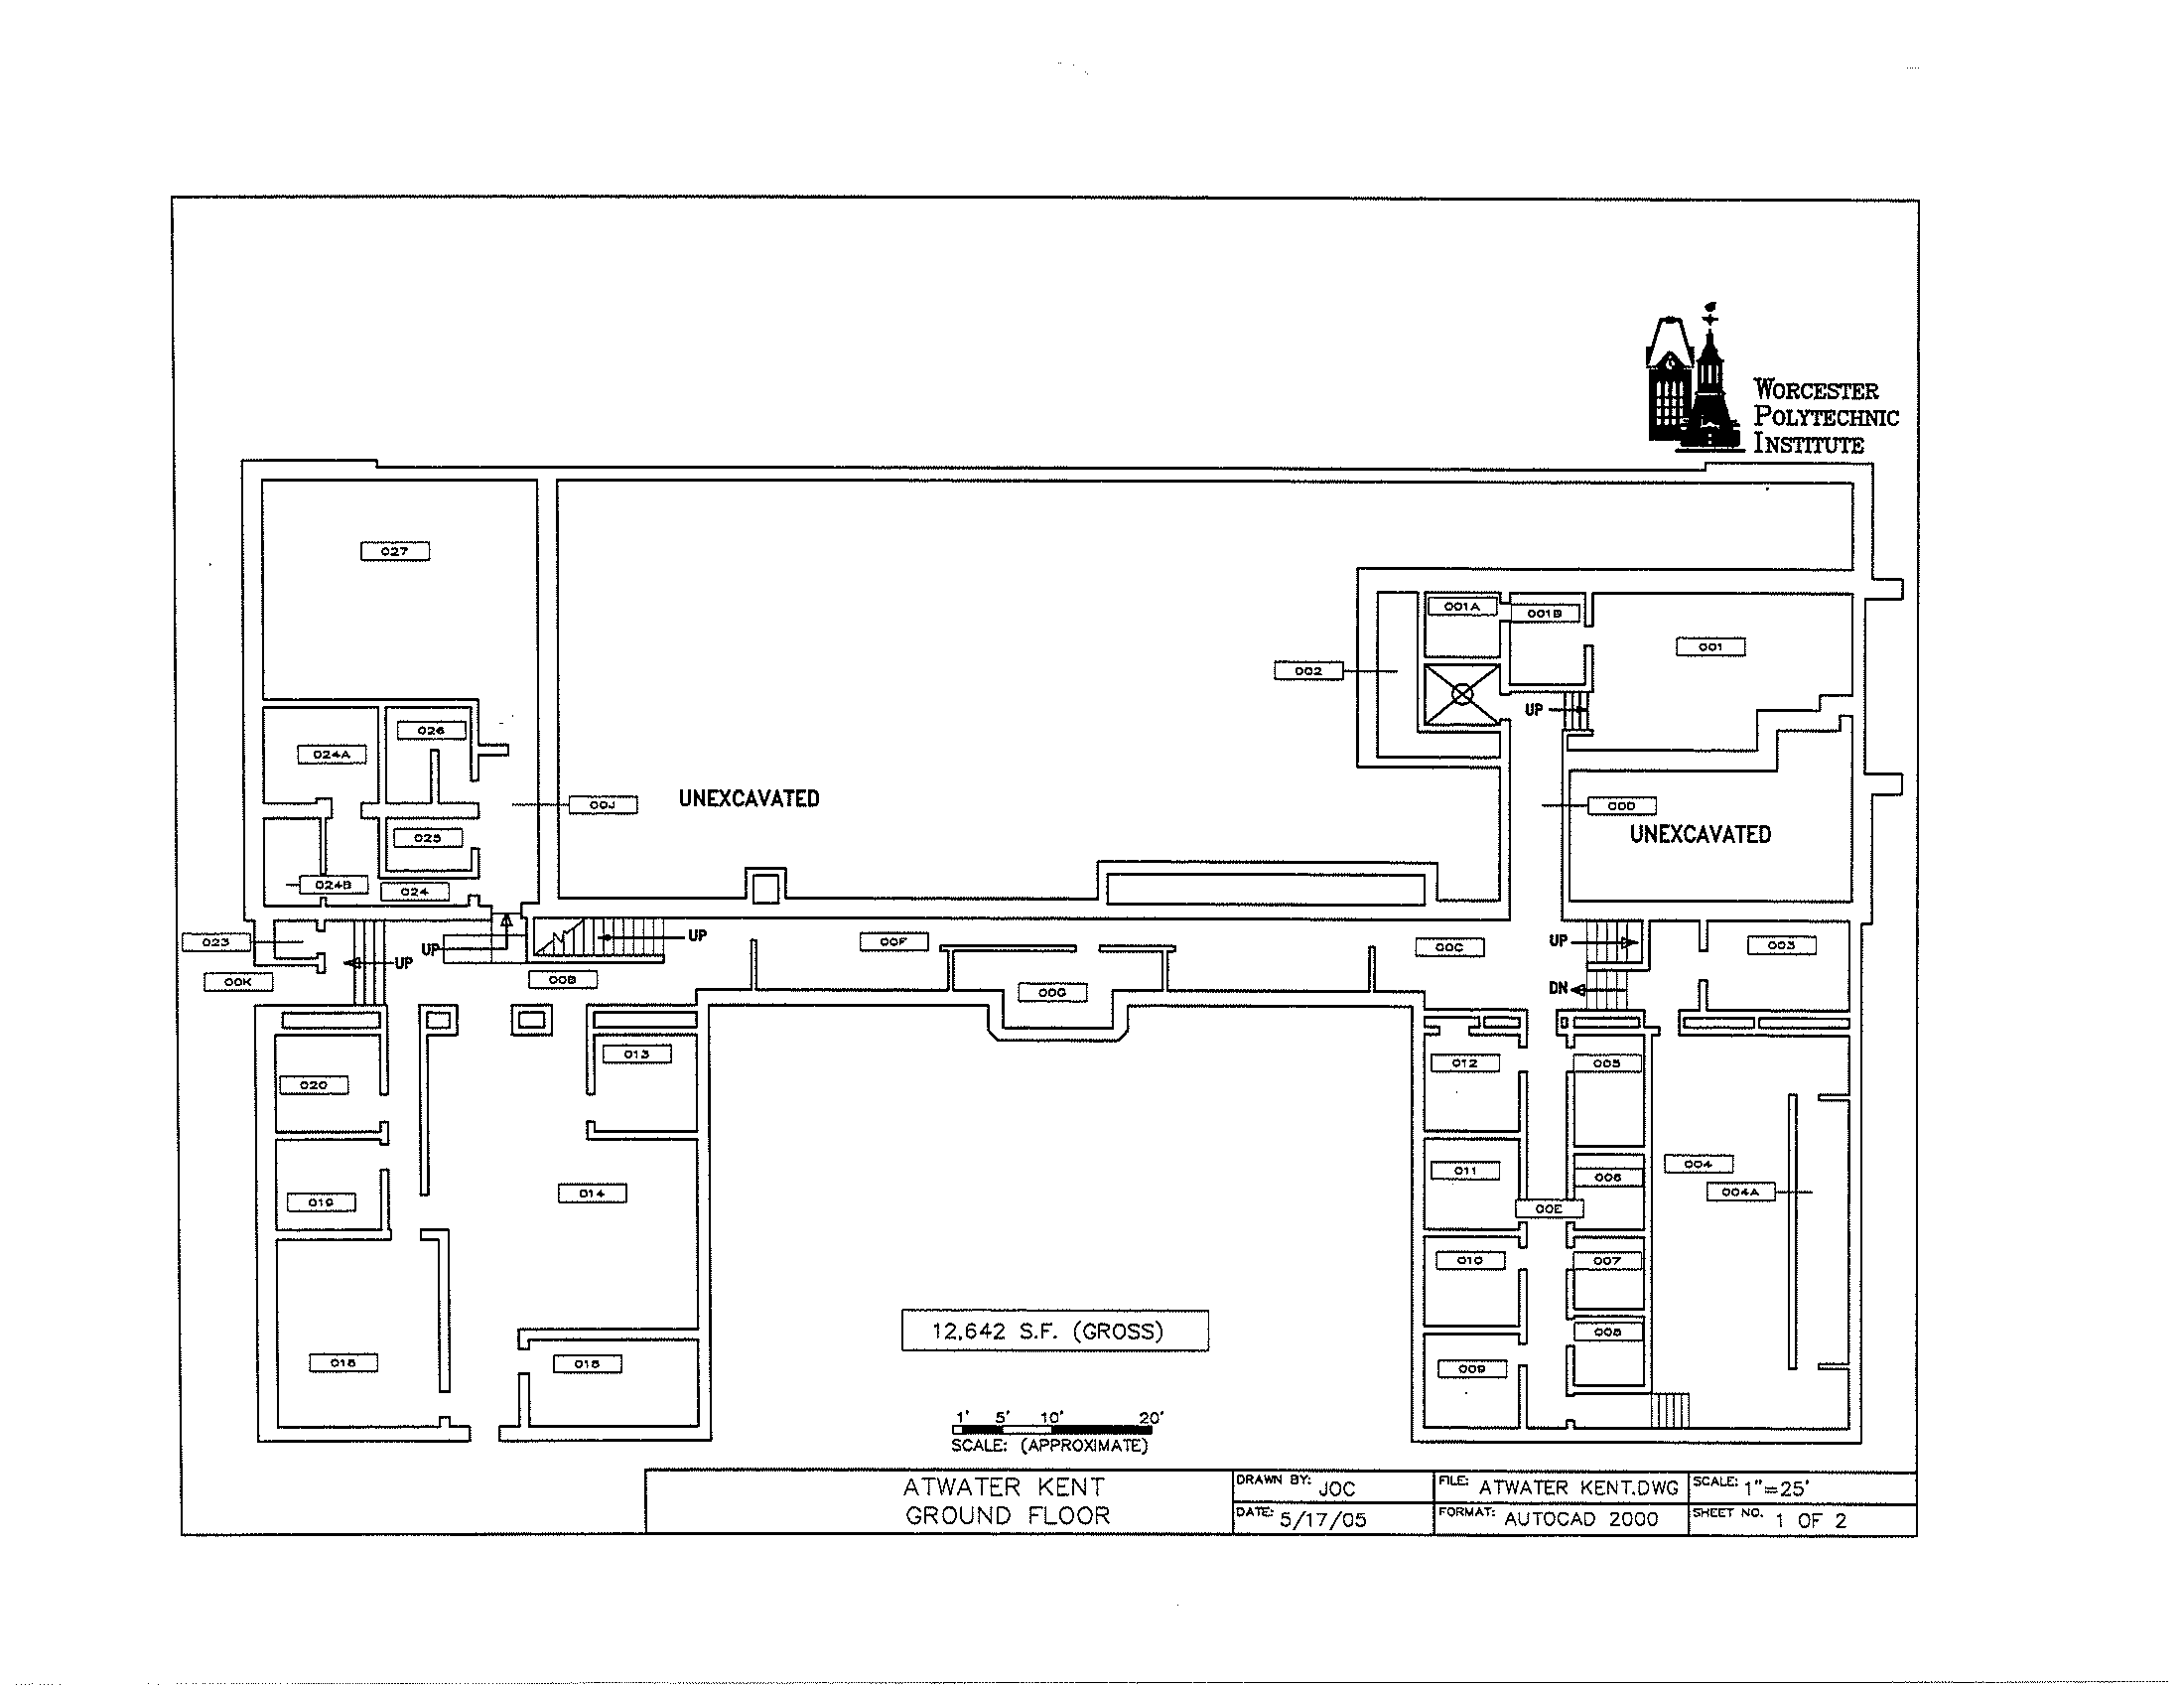 WORCESTER
POLYTECHNIC
INSTITUTE
027
001A
001B
001
002
UP
026
024A
00J
UNEXCAVATED
00D
UNEXCAVATED
025
024B
024
023
UP
UP
UP
00F
00C
UP
003
00K
00B
00G
DN
013
012
005
020
011
004
006
004A
019
014
00E
010
007
12,642 S.F. (GROSS)
008
018
015
009
1' 5' 10' 20'
SCALE: (APPROXIMATE)
ATWATER KENT
GROUND FLOOR
DRAWN BY: JOC
DATE: 5/17/05
FILE: ATWATER KENT.DWG
FORMAT: AUTOCAD 2000
SCALE: 1"=25'
SHEET NO. 1 OF 2